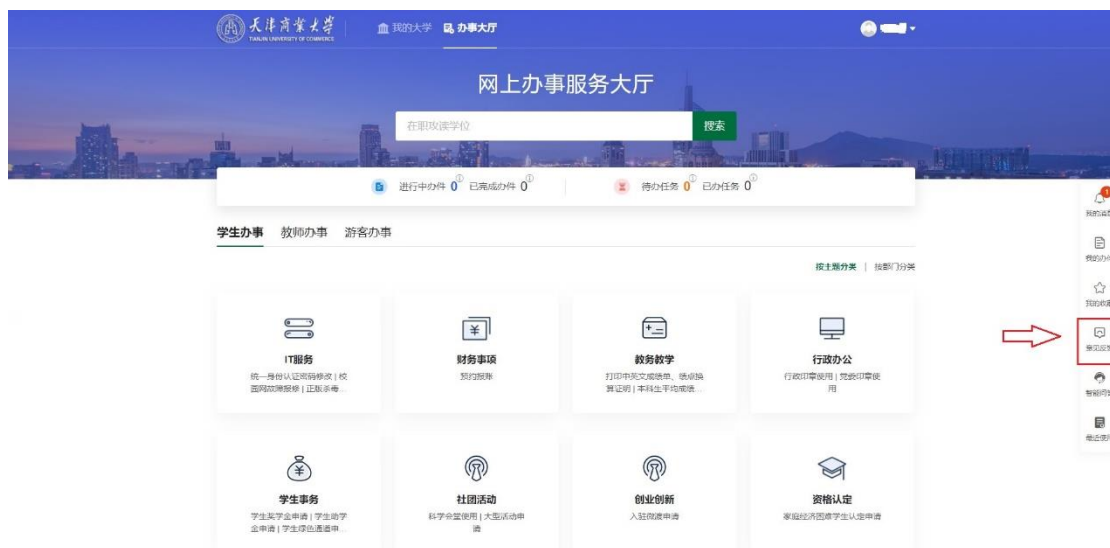 天津商业大学
TIANJIN UNIVERSITY OF COMMERCE
我的大学 办事大厅
网上办事服务大厅
在职攻读学位 搜索
进行中办件 0 已完成办件 0 待办任务 0 已办任务 0
1
学生办事 教师办事 游客办事
按主题分类 | 按部门分类
IT服务
统一身份认证密码修改 | 校
园网故障报修 | 正版杀毒...
财务事项
预约报账
教务教学
打印中英文成绩单、绩点换
算证明 | 本科生平均成绩...
行政办公
行政印章使用 | 党委印章使
用
学生事务
学生奖学金申请 | 学生助学
金申请 | 学生绿色通道申...
社团活动
科学会堂使用 | 大型活动申
请
创业创新
入驻微渡申请
资格认定
家庭经济困难学生认定申请
我的消
我的办
我的收
意见反
智能问
最近使